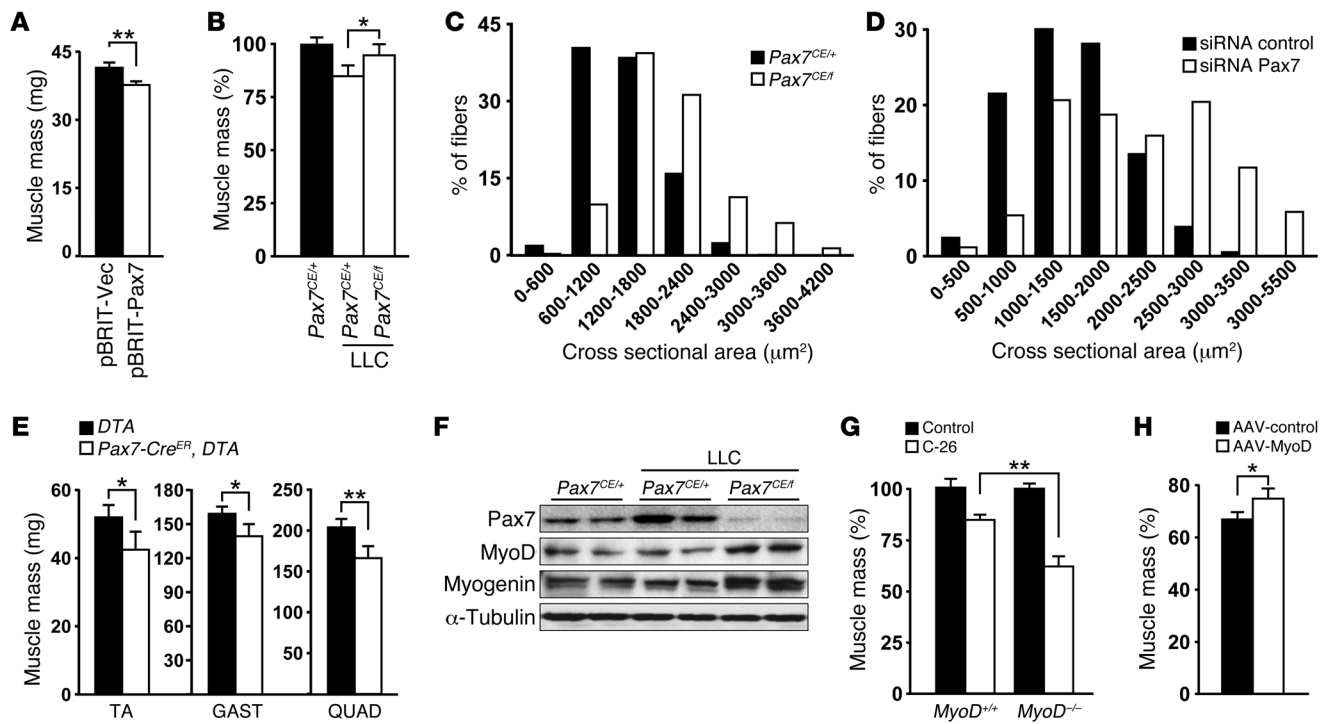 A
**
Muscle mass (mg)
45
30
15
0
pBRIT-Vec
pBRIT-Pax7
B
*
Muscle mass (%)
100
75
50
25
0
Pax7CE/+
Pax7CE/+
Pax7CE/f
LLC
C
Pax7CE/+
Pax7CE/f
% of fibers
45
30
15
0
0-600
600-1200
1200-1800
1800-2400
2400-3000
3000-3600
3600-4200
Cross sectional area (µm²)
D
siRNA control
siRNA Pax7
% of fibers
30
20
10
0
0-500
500-1000
1000-1500
1500-2000
2000-2500
2500-3000
3000-3500
3000-5500
Cross sectional area (µm²)
E
DTA
Pax7-CreER, DTA
Muscle mass (mg)
60
40
20
0
*
TA
180
150
120
90
60
30
*
GAST
250
200
150
100
50
**
QUAD
F
LLC
Pax7CE/+ Pax7CE/+ Pax7CE/f
Pax7
MyoD
Myogenin
α-Tubulin
G
Control
C-26
**
Muscle mass (%)
100
75
50
25
0
MyoD+/+ MyoD–/–
H
AAV-control
AAV-MyoD
*
Muscle mass (%)
80
60
40
20
0